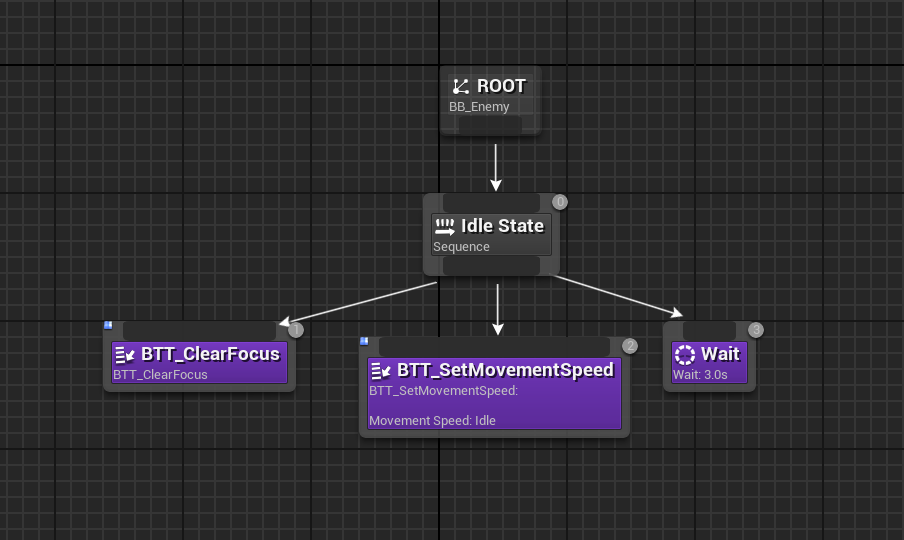 ROOT
BB_Enemy
0
Idle State
Sequence
1
BTT_ClearFocus
BTT_ClearFocus
2
BTT_SetMovementSpeed
BTT_SetMovementSpeed:
Movement Speed: Idle
3
Wait
Wait: 3.0s